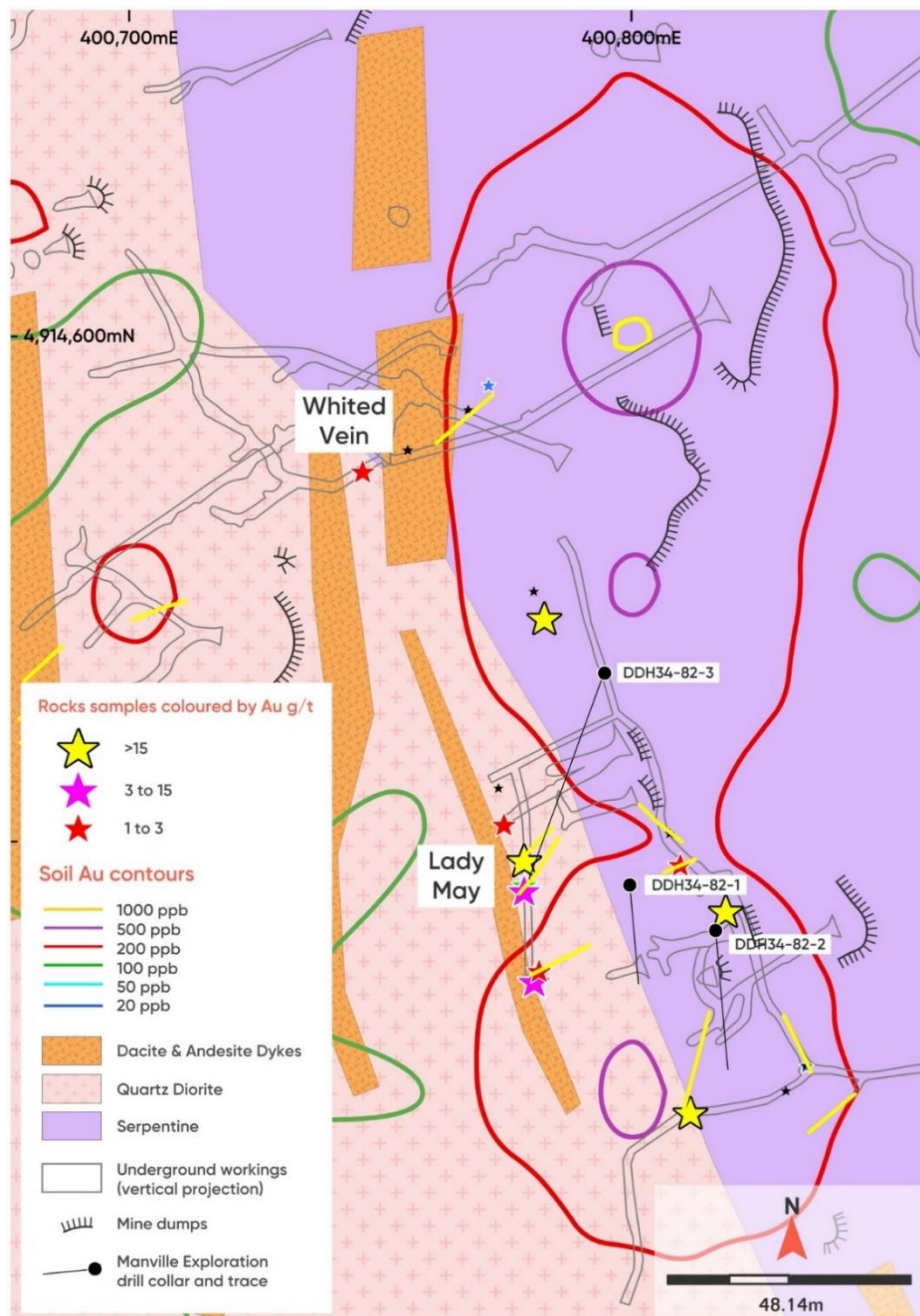 400,700mE
400,800mE
4,914,600mN
Whited
Vein
DDH34-82-3
Lady
May
DDH34-82-1
DDH34-82-2
Rocks samples coloured by Au g/t
>15
3 to 15
1 to 3
Soil Au contours
1000 ppb
500 ppb
200 ppb
100 ppb
50 ppb
20 ppb
Dacite & Andesite Dykes
Quartz Diorite
Serpentine
Underground workings
(vertical projection)
Mine dumps
Manville Exploration
drill collar and trace
N
48.14m